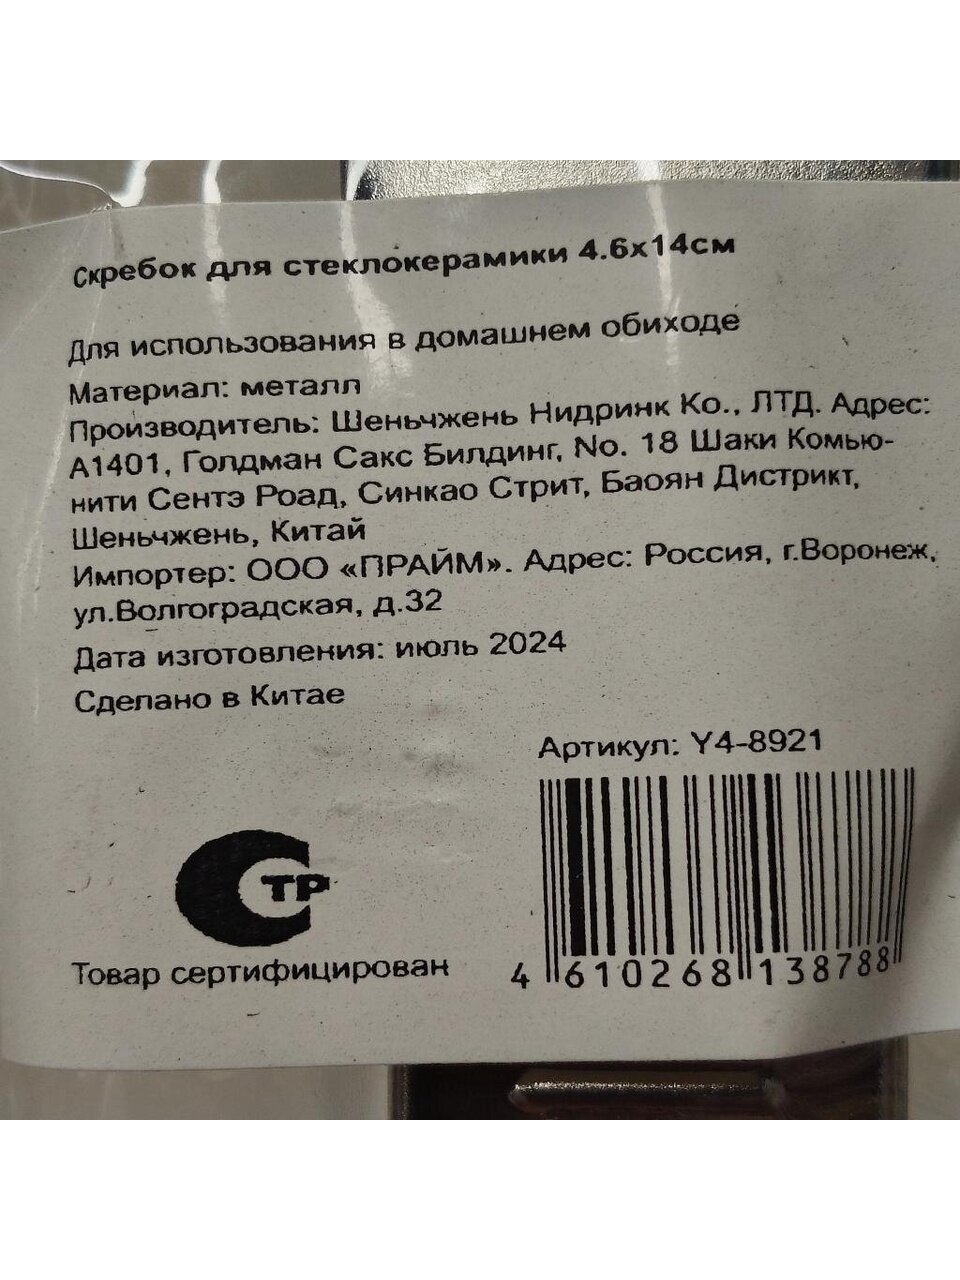 Скребок для стеклокерамики 4.6х14см
Для использования в домашнем обиходе
Материал: металл
Производитель: Шеньчжень Нидринк Ко., ЛТД. Адрес:
А1401, Голдман Сакс Билдинг, No. 18 Шаки Комью-
нити Сентэ Роад, Синкао Стрит, Баоян Дистрикт,
Шеньчжень, Китай
Импортер: ООО «ПРАЙМ». Адрес: Россия, г.Воронеж,
ул.Волгоградская, д.32
Дата изготовления: июль 2024
Сделано в Китае
Артикул: Y4-8921
СТР
Товар сертифицирован
4 610268 138788